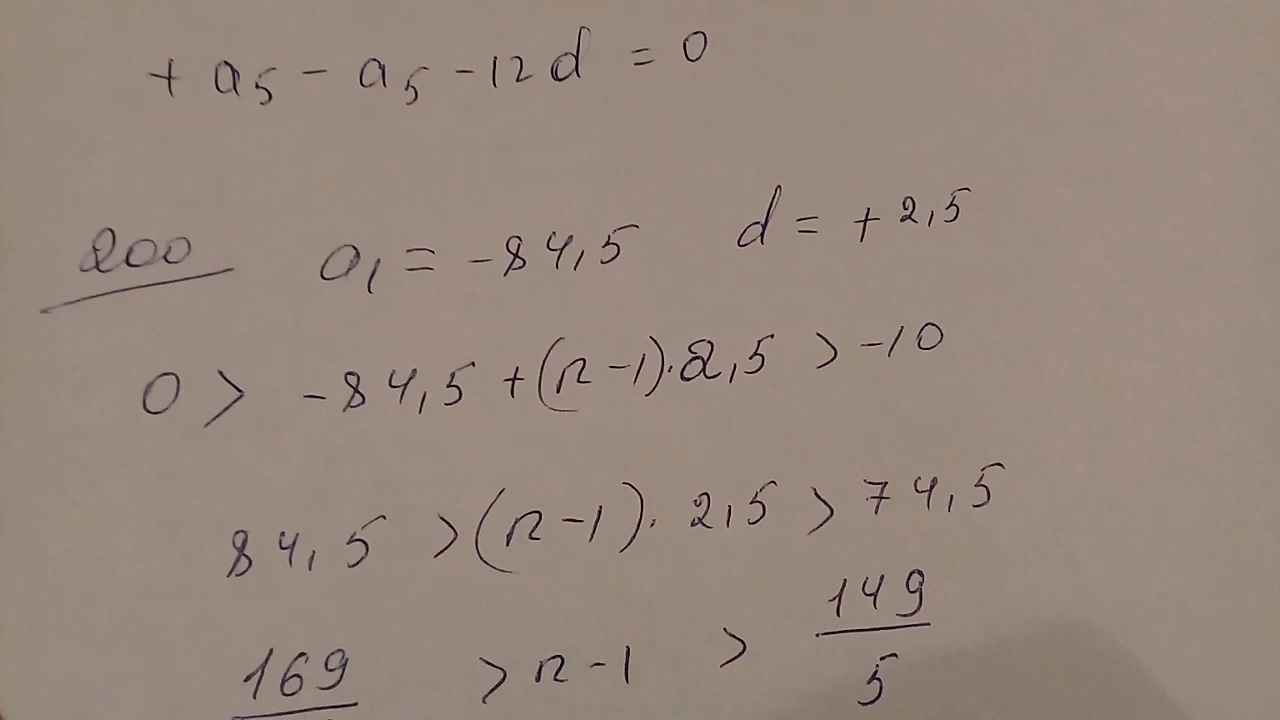 + a₅ - a₅ - 12d = 0
200 a₁ = -84,5 d = +2,5
0 > -84,5 + (n-1)·2,5 > -10
84,5 > (n-1)·2,5 > 74,5
169 > n-1 > 149/5